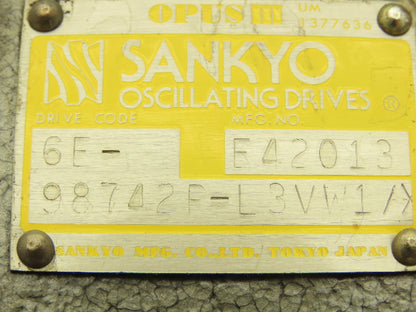 OPUS III UM
1377636
SANKYO
OSCILLATING DRIVES ®
DRIVE CODE MFG. NO.
6E- E42013
98742P-L3VW1/X
SANKYO MFG. CO.,LTD. TOKYO JAPAN